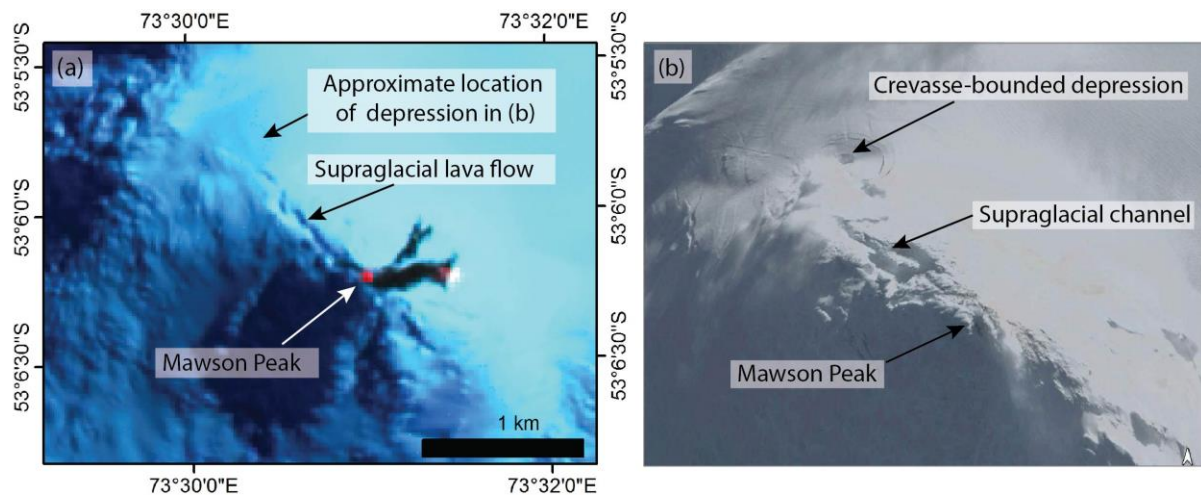 73°30'0"E
73°32'0"E
53°5'30"S
53°6'0"S
53°6'30"S
(a)
Approximate location
of depression in (b)
Supraglacial lava flow
Mawson Peak
1 km
73°30'0"E
73°32'0"E
53°5'30"S
53°6'0"S
53°6'30"S
(b)
Crevasse-bounded depression
Supraglacial channel
Mawson Peak